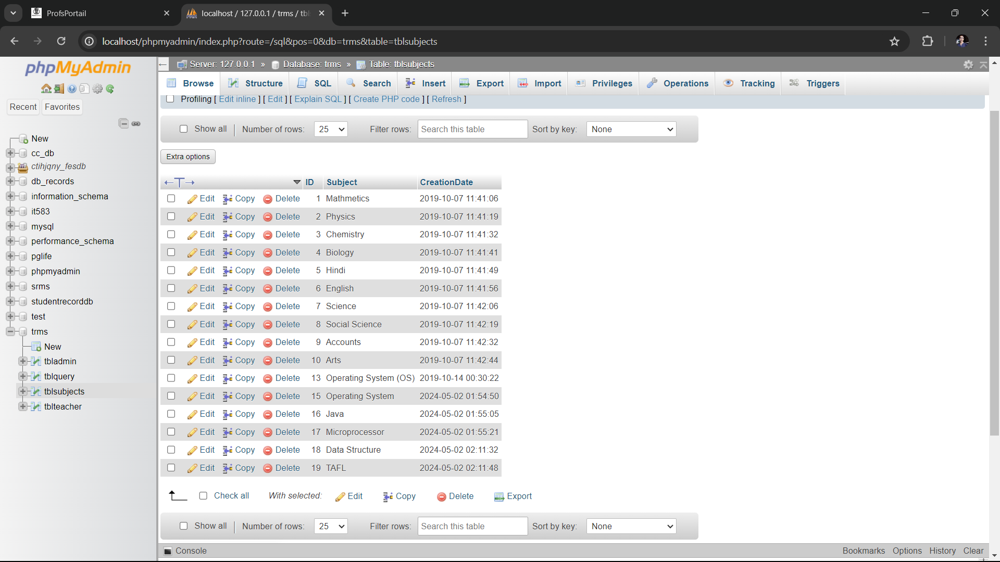 ProfsPortail
localhost / 127.0.0.1 / trms / tbl
localhost/phpmyadmin/index.php?route=/sql&pos=0&db=trms&table=tblsubjects
phpMyAdmin
Recent Favorites
New
cc_db
ctihjqny_fesdb
db_records
information_schema
it583
mysql
performance_schema
pglife
phpmyadmin
srms
studentrecorddb
test
trms
New
tbladmin
tblquery
tblsubjects
tblteacher
Server: 127.0.0.1 » Database: trms » Table: tblsubjects
Browse Structure SQL Search Insert Export Import Privileges Operations Tracking Triggers
Profiling [ Edit inline ] [ Edit ] [ Explain SQL ] [ Create PHP code ] [ Refresh ]
Show all Number of rows: 25 Filter rows: Search this table Sort by key: None
Extra options
ID Subject CreationDate
Edit Copy Delete 1 Mathmetics 2019-10-07 11:41:06
Edit Copy Delete 2 Physics 2019-10-07 11:41:19
Edit Copy Delete 3 Chemistry 2019-10-07 11:41:32
Edit Copy Delete 4 Biology 2019-10-07 11:41:41
Edit Copy Delete 5 Hindi 2019-10-07 11:41:49
Edit Copy Delete 6 English 2019-10-07 11:41:56
Edit Copy Delete 7 Science 2019-10-07 11:42:06
Edit Copy Delete 8 Social Science 2019-10-07 11:42:19
Edit Copy Delete 9 Accounts 2019-10-07 11:42:32
Edit Copy Delete 10 Arts 2019-10-07 11:42:44
Edit Copy Delete 13 Operating System (OS) 2019-10-14 00:30:22
Edit Copy Delete 15 Operating System 2024-05-02 01:54:50
Edit Copy Delete 16 Java 2024-05-02 01:55:05
Edit Copy Delete 17 Microprocessor 2024-05-02 01:55:21
Edit Copy Delete 18 Data Structure 2024-05-02 02:11:32
Edit Copy Delete 19 TAFL 2024-05-02 02:11:48
Check all With selected: Edit Copy Delete Export
Show all Number of rows: 25 Filter rows: Search this table Sort by key: None
Console Bookmarks Options History Clear